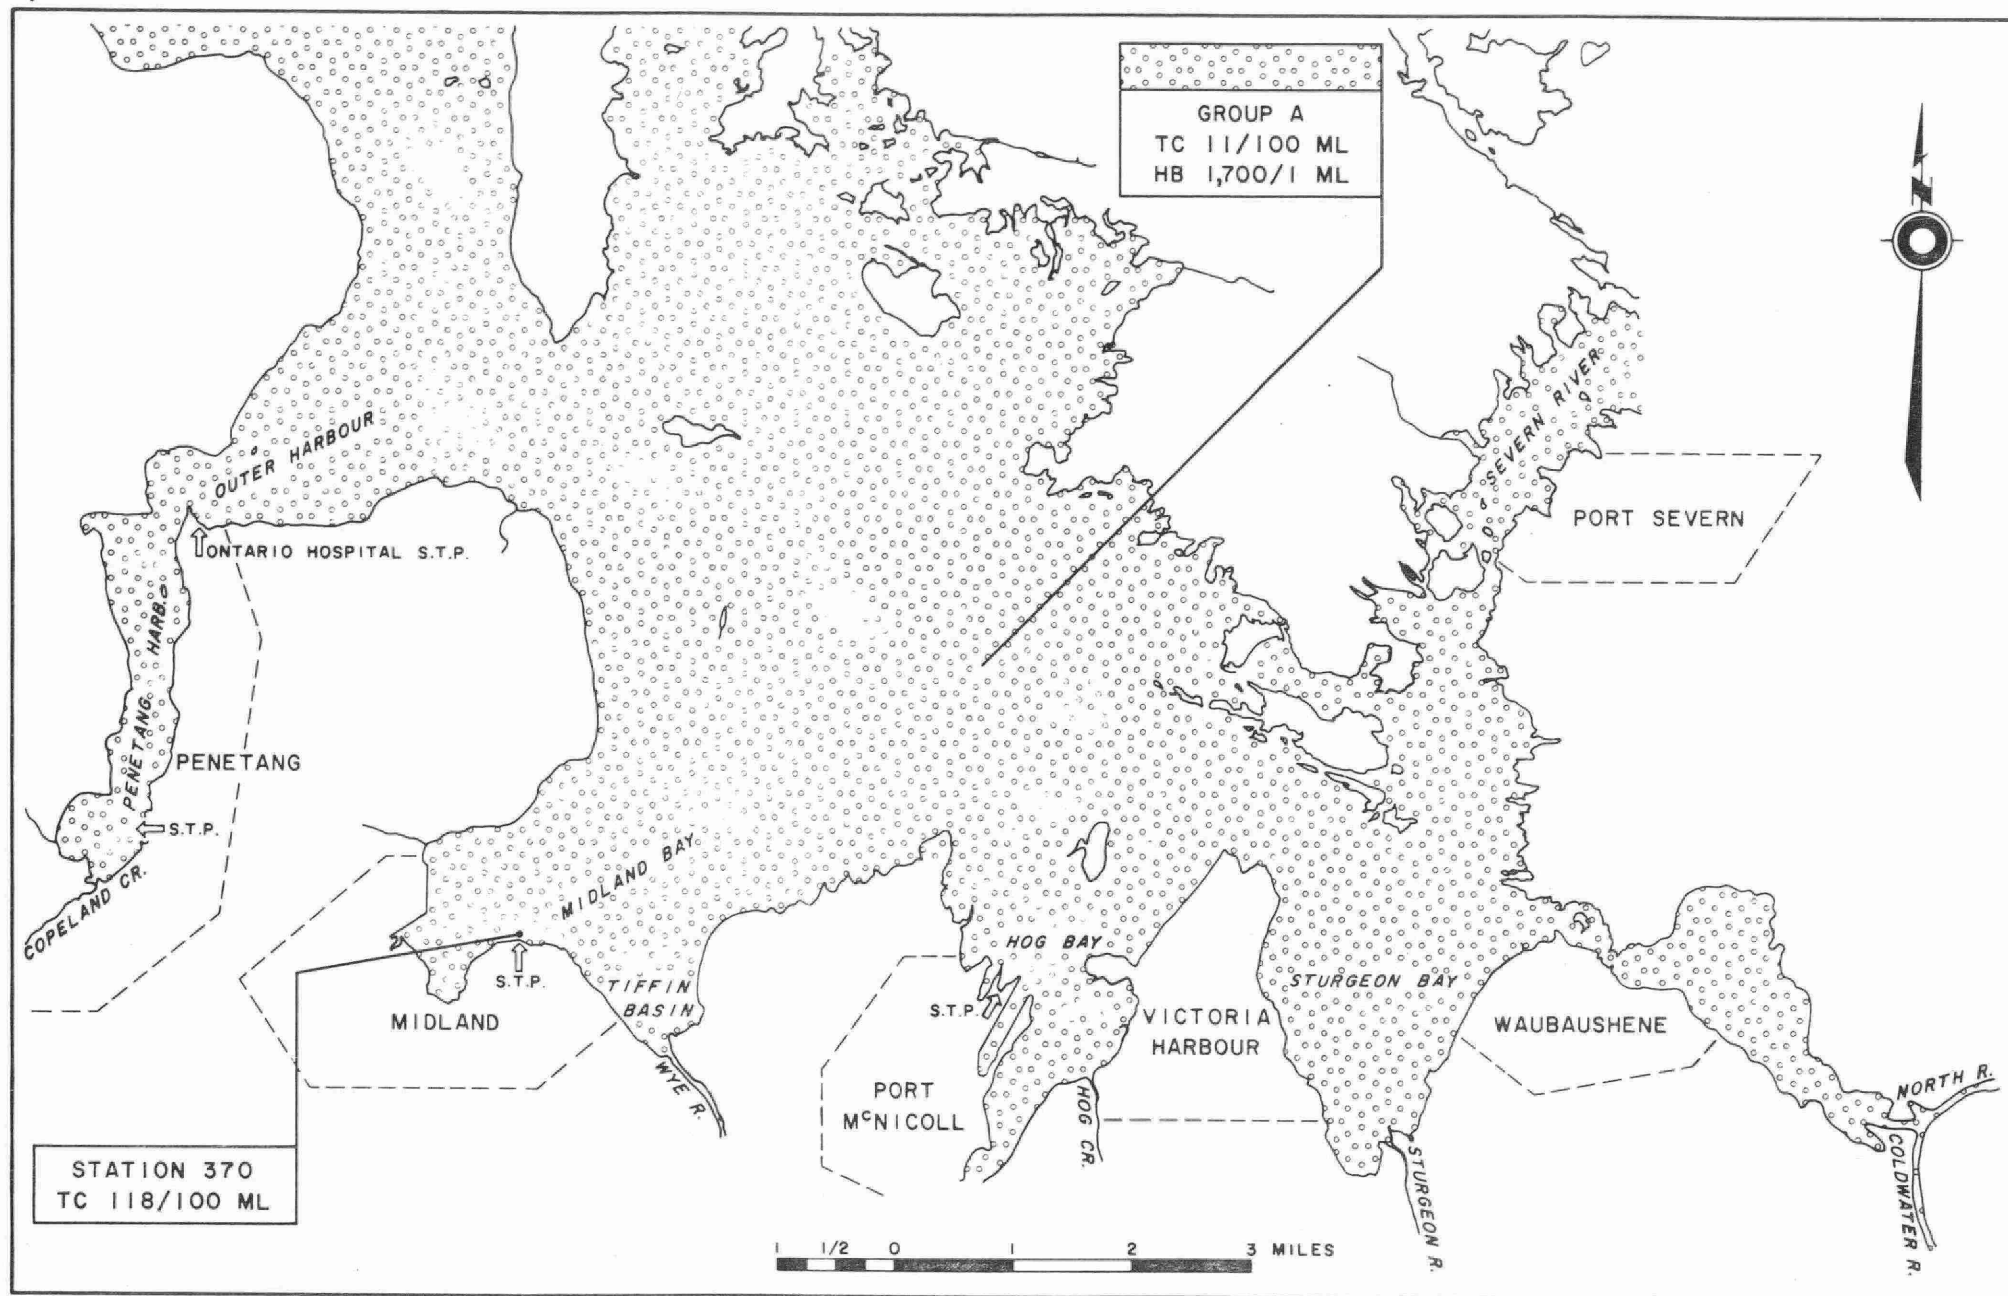 GROUP A
TC 11/100 ML
HB 1,700/1 ML
N
OUTER HARBOUR
SEVERN RIVER
PORT SEVERN
ONTARIO HOSPITAL S.T.P.
PENETANG. HARB.
PENETANG
S.T.P.
COPELAND CR.
MIDLAND BAY
HOG BAY
STURGEON BAY
S.T.P.
TIFFIN
BASIN
S.T.P.
MIDLAND
VICTORIA
HARBOUR
WAUBAUSHENE
WYE R.
PORT
McNICOLL
HOG CR.
NORTH R.
COLDWATER R.
STURGEON R.
STATION 370
TC 118/100 ML
1 1/2 0 1 2 3 MILES